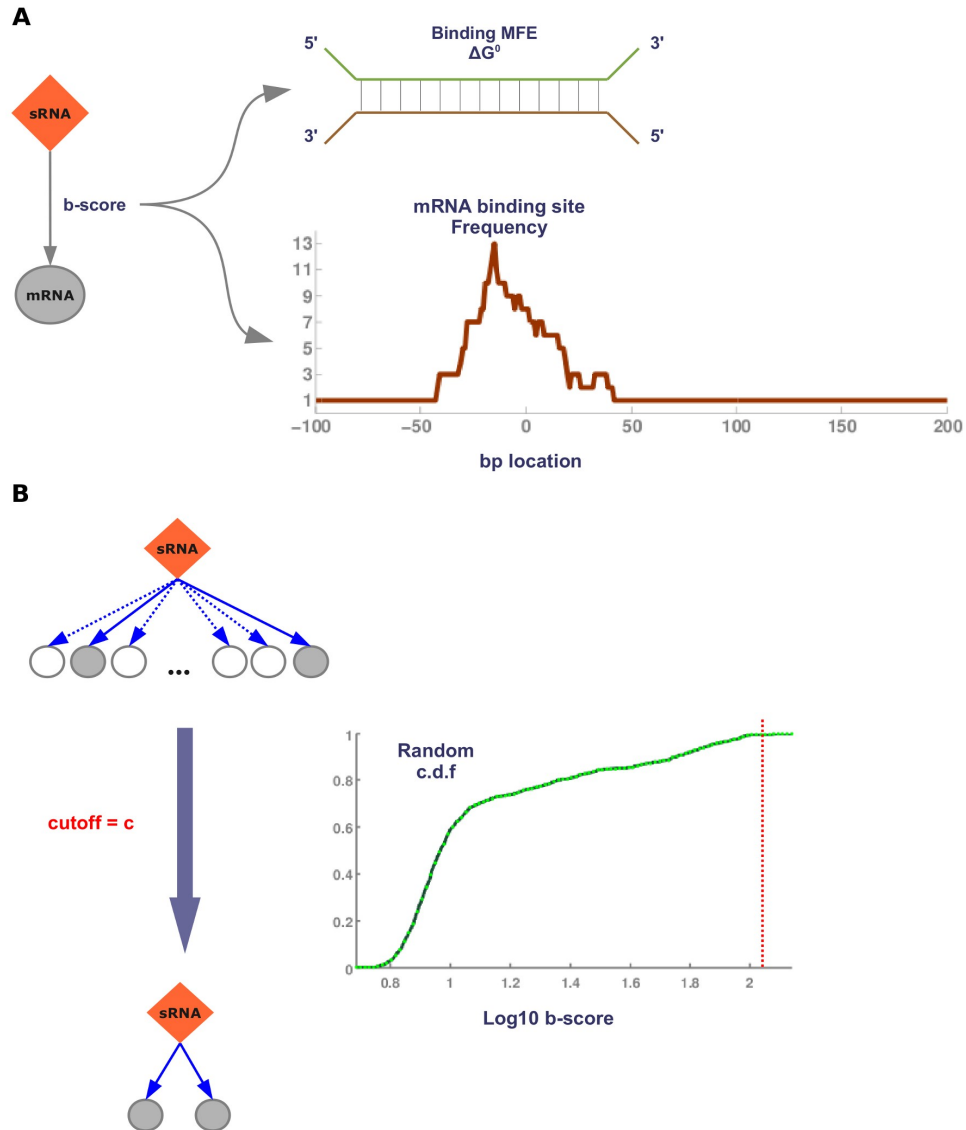 A
Binding MFE
ΔG⁰
5'
3'
3'
5'
sRNA
b-score
mRNA
mRNA binding site
Frequency
13
11
9
7
5
3
1
−100
−50
0
50
100
150
200
bp location
B
sRNA
...
cutoff = c
Random
c.d.f
1
0.8
0.6
0.4
0.2
0
0.8
1
1.2
1.4
1.6
1.8
2
Log10 b-score
sRNA